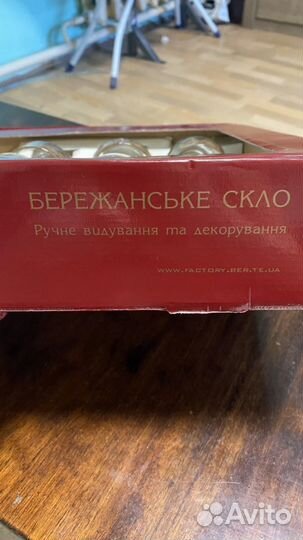 БЕРЕЖАНСЬКЕ СКЛО
Ручне видування та декорування
WWW.FACTORY.BER.TE.UA
Avito